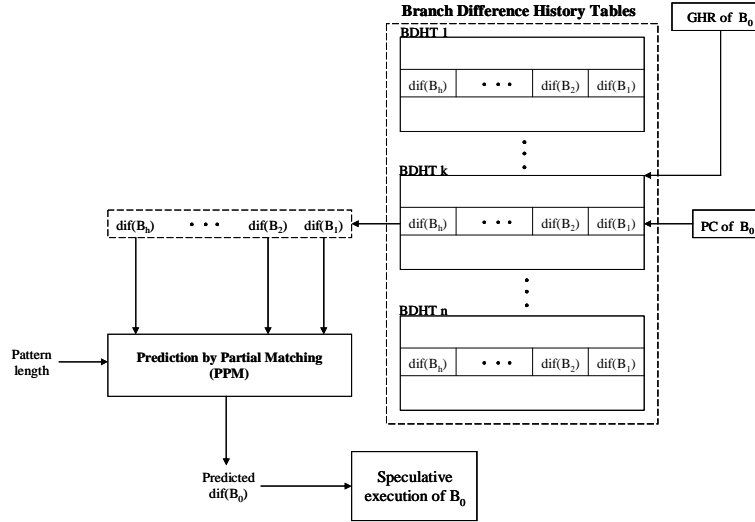 Branch Difference History Tables
GHR of B0
BDHT 1
dif(Bh) • • • dif(B2) dif(B1)
BDHT k
dif(Bh) • • • dif(B2) dif(B1)
PC of B0
dif(Bh) • • • dif(B2) dif(B1)
BDHT n
dif(Bh) • • • dif(B2) dif(B1)
Pattern
length
Prediction by Partial Matching
(PPM)
Predicted
dif(B0)
Speculative
execution of B0